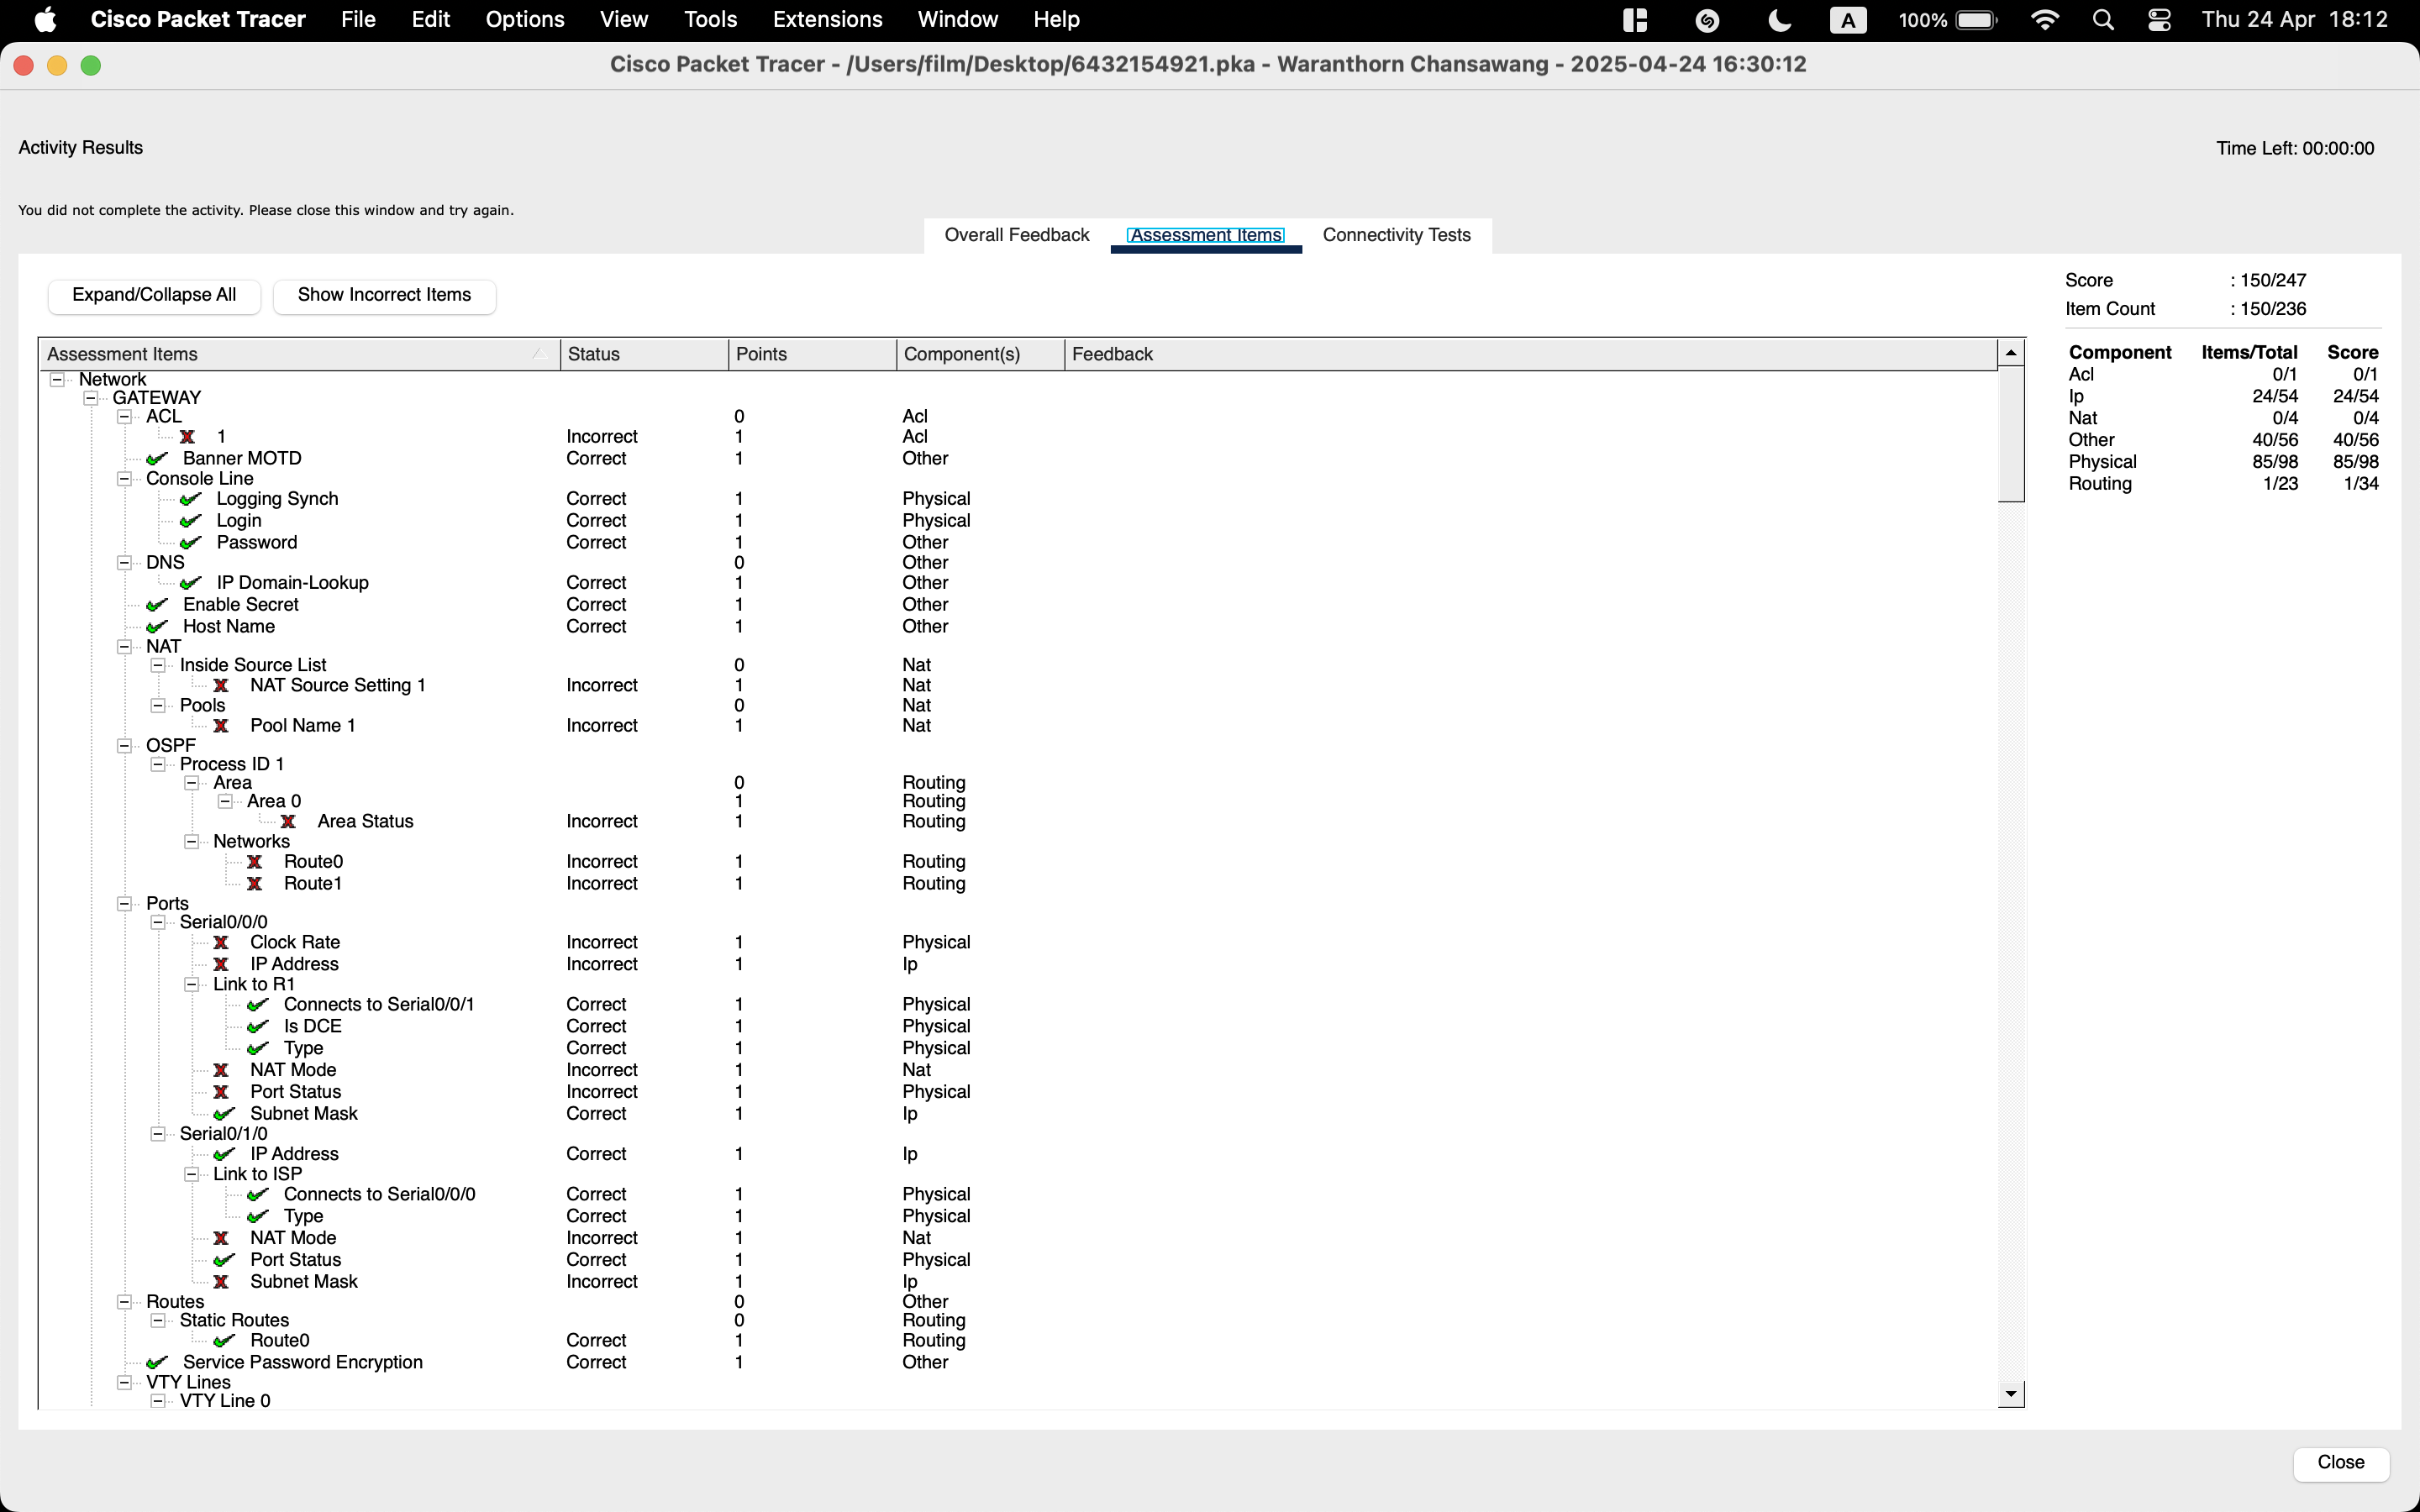 Cisco Packet Tracer File Edit Options View Tools Extensions Window Help A 100% Thu 24 Apr 18:12
Cisco Packet Tracer - /Users/film/Desktop/6432154921.pka - Waranthorn Chansawang - 2025-04-24 16:30:12
Activity Results Time Left: 00:00:00
You did not complete the activity. Please close this window and try again.
Overall Feedback Assessment Items Connectivity Tests
Expand/Collapse All Show Incorrect Items
Assessment Items Status Points Component(s) Feedback
Network
GATEWAY
ACL 0 Acl
1 Incorrect 1 Acl
Banner MOTD Correct 1 Other
Console Line
Logging Synch Correct 1 Physical
Login Correct 1 Physical
Password Correct 1 Other
DNS 0 Other
IP Domain-Lookup Correct 1 Other
Enable Secret Correct 1 Other
Host Name Correct 1 Other
NAT
Inside Source List 0 Nat
NAT Source Setting 1 Incorrect 1 Nat
Pools 0 Nat
Pool Name 1 Incorrect 1 Nat
OSPF
Process ID 1
Area 0 Routing
Area 0 1 Routing
Area Status Incorrect 1 Routing
Networks
Route0 Incorrect 1 Routing
Route1 Incorrect 1 Routing
Ports
Serial0/0/0
Clock Rate Incorrect 1 Physical
IP Address Incorrect 1 Ip
Link to R1
Connects to Serial0/0/1 Correct 1 Physical
Is DCE Correct 1 Physical
Type Correct 1 Physical
NAT Mode Incorrect 1 Nat
Port Status Incorrect 1 Physical
Subnet Mask Correct 1 Ip
Serial0/1/0
IP Address Correct 1 Ip
Link to ISP
Connects to Serial0/0/0 Correct 1 Physical
Type Correct 1 Physical
NAT Mode Incorrect 1 Nat
Port Status Correct 1 Physical
Subnet Mask Incorrect 1 Ip
Routes 0 Other
Static Routes 0 Routing
Route0 Correct 1 Routing
Service Password Encryption Correct 1 Other
VTY Lines
VTY Line 0
Score : 150/247
Item Count : 150/236
Component Items/Total Score
Acl 0/1 0/1
Ip 24/54 24/54
Nat 0/4 0/4
Other 40/56 40/56
Physical 85/98 85/98
Routing 1/23 1/34
Close